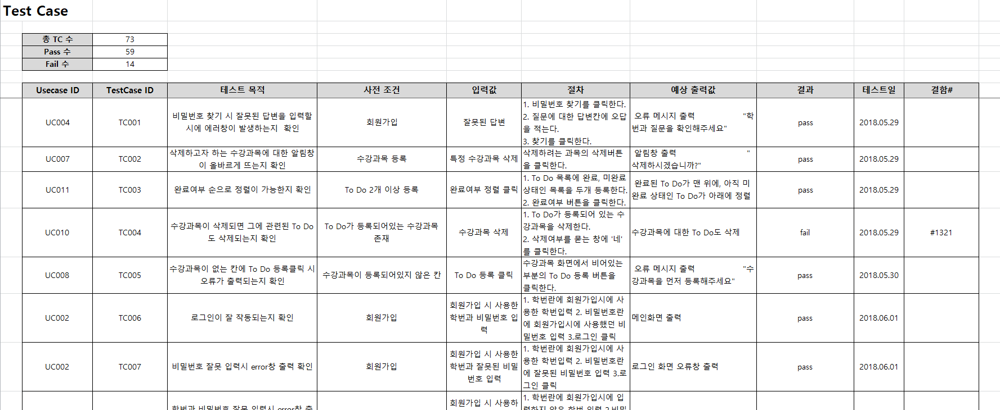 Test Case
총 TC 수 73
Pass 수 59
Fail 수 14
Usecase ID TestCase ID 테스트 목적 사전 조건 입력값 절차 예상 출력값 결과 테스트일 결함#
UC004 TC001
비밀번호 찾기 시 잘못된 답변을 입력할
시에 에러창이 발생하는지 확인
회원가입
잘못된 답변
1. 비밀번호 찾기를 클릭한다.
2. 질문에 대한 답변칸에 오답
을 적는다.
3. 찾기를 클릭한다.
오류 메시지 출력 "학
번과 질문을 확인해주세요"
pass
2018.05.29
UC007 TC002
삭제하고자 하는 수강과목에 대한 알림창
이 올바르게 뜨는지 확인
수강과목 등록
특정 수강과목 삭제
삭제하려는 과목의 삭제버튼
을 클릭한다.
알림창 출력 "
삭제하시겠습니까?"
pass
2018.05.29
UC011 TC003
완료여부 순으로 정렬이 가능한지 확인
To Do 2개 이상 등록
완료여부 정렬 클릭
1. To Do 목록에 완료, 미완료
상태인 목록을 두개 등록한다.
2. 완료여부 버튼을 클릭한다.
완료된 To Do가 맨 위에, 아직 미
완료 상태인 To Do가 아래에 정렬
pass
2018.05.29
UC010 TC004
수강과목이 삭제되면 그에 관련된 To Do
도 삭제되는지 확인
To Do가 등록되어있는 수강과목
존재
수강과목 삭제
1. To Do가 등록되어 있는 수
강과목을 삭제한다.
2. 삭제여부를 묻는 창에 '네'
를 클릭한다.
수강과목에 대한 To Do도 삭제
fail
2018.05.29
#1321
UC008 TC005
수강과목이 없는 칸에 To Do 등록클릭 시
오류가 출력되는지 확인
수강과목이 등록되어있지 않은 칸
To Do 등록 클릭
수강과목 화면에서 비어있는
부분의 To Do 등록 버튼을
클릭한다.
오류 메시지 출력 "수
강과목을 먼저 등록해주세요"
pass
2018.05.30
UC002 TC006
로그인이 잘 작동되는지 확인
회원가입
회원가입 시 사용한
학번과 비밀번호 입
력
1. 학번란에 회원가입시에 사
용한 학번입력 2. 비밀번호란
에 회원가입시에 사용했던 비
밀번호 입력 3.로그인 클릭
메인화면 출력
pass
2018.06.01
UC002 TC007
비밀번호 잘못 입력시 error창 출력 확인
회원가입
회원가입 시 사용한
학번과 잘못된 비밀
번호 입력
1. 학번란에 회원가입시에 사
용한 학번입력 2. 비밀번호란
에 잘못된 비밀번호 입력 3.로
그인 클릭
로그인 화면 오류창 출력
pass
2018.06.01
학번과 비밀번호 잘못 입력시 error창 출
회원가입 시 사용하
1. 학번란에 회원가입시에 입
력하지 않은 학번 입력 2.비밀